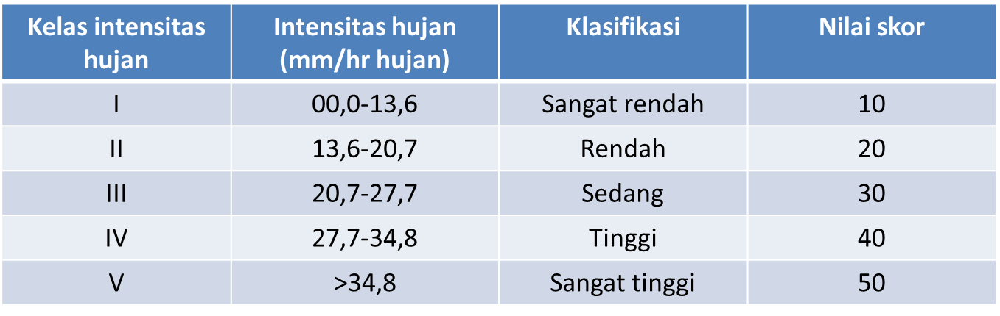 Kelas intensitas hujan Intensitas hujan (mm/hr hujan) Klasifikasi Nilai skor
I 00,0-13,6 Sangat rendah 10
II 13,6-20,7 Rendah 20
III 20,7-27,7 Sedang 30
IV 27,7-34,8 Tinggi 40
V >34,8 Sangat tinggi 50